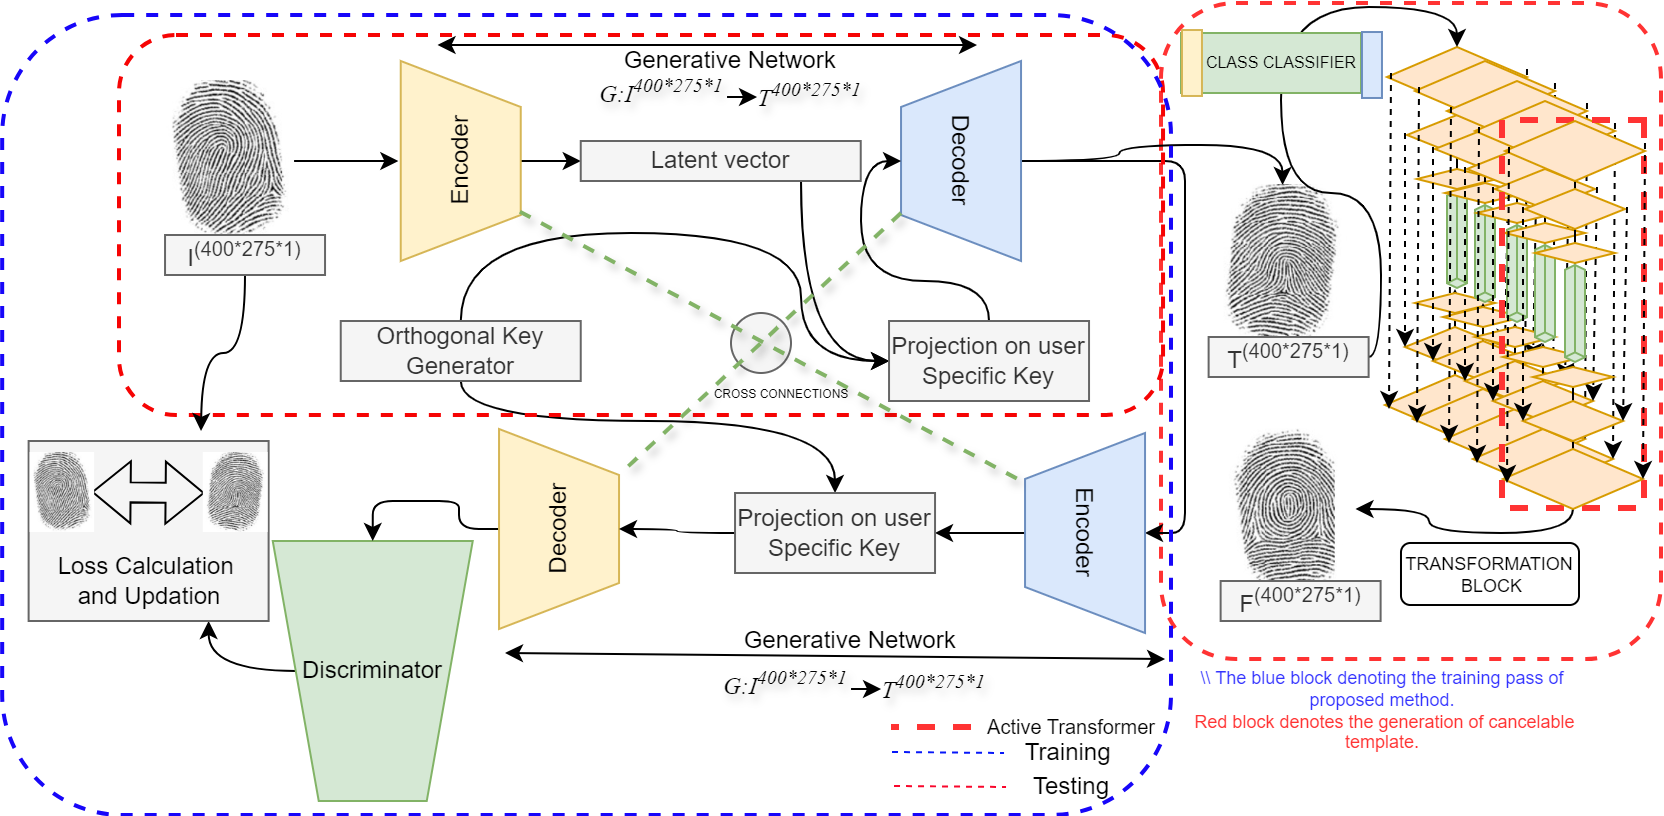 Generative Network
G:I^400*275*1 → T^400*275*1
CLASS CLASSIFIER
Encoder
Latent vector
Decoder
I^(400*275*1)
Orthogonal Key
Generator
Projection on user
Specific Key
CROSS CONNECTIONS
T^(400*275*1)
Loss Calculation
and Updation
Decoder
Projection on user
Specific Key
Encoder
F^(400*275*1)
TRANSFORMATION
BLOCK
Discriminator
Generative Network
G:I^400*275*1 → T^400*275*1
\\ The blue block denoting the training pass of
proposed method.
Red block denotes the generation of cancelable
template.
Active Transformer
Training
Testing